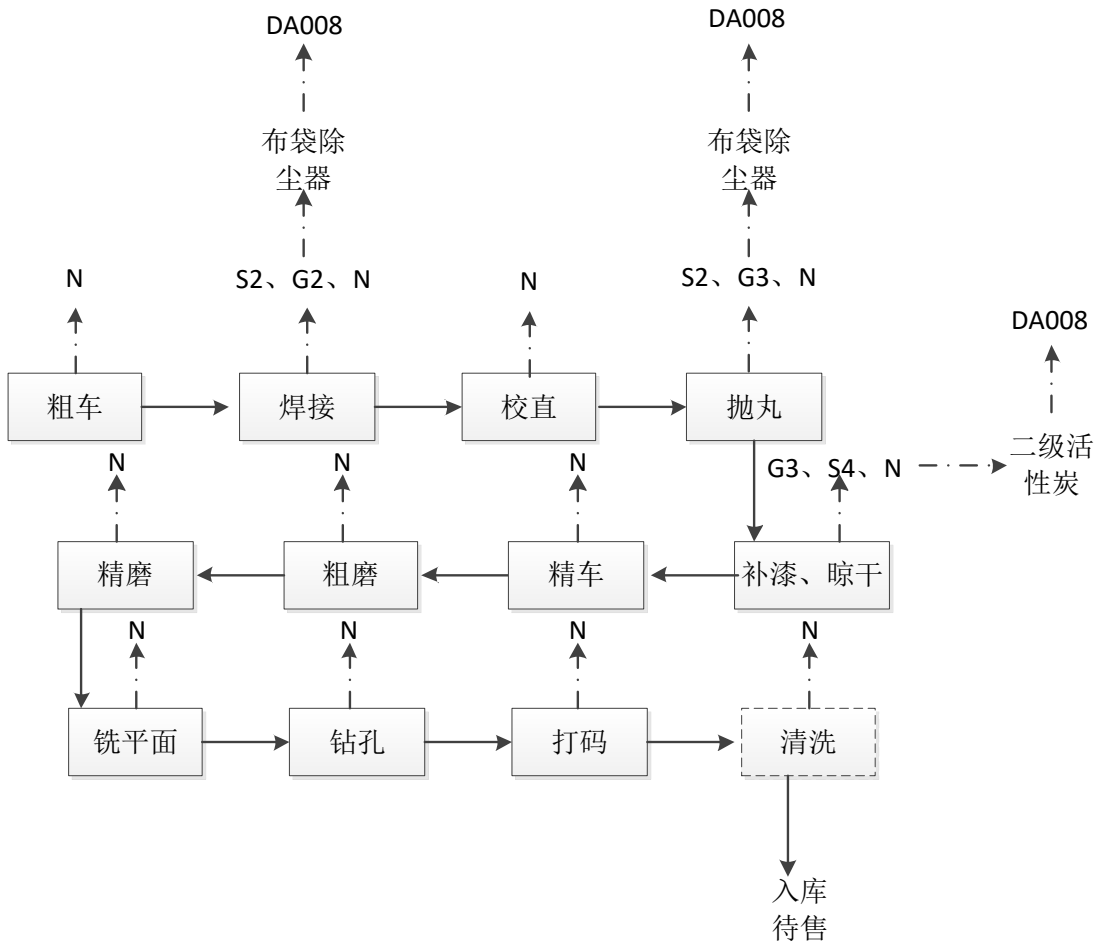 DA008
DA008
布袋除
尘器
布袋除
尘器
N
S2、G2、N
N
S2、G3、N
DA008
粗车
焊接
校直
抛丸
二级活
性炭
N
N
N
G3、S4、N
精磨
粗磨
精车
补漆、晾干
N
N
N
N
铣平面
钻孔
打码
清洗
入库
待售